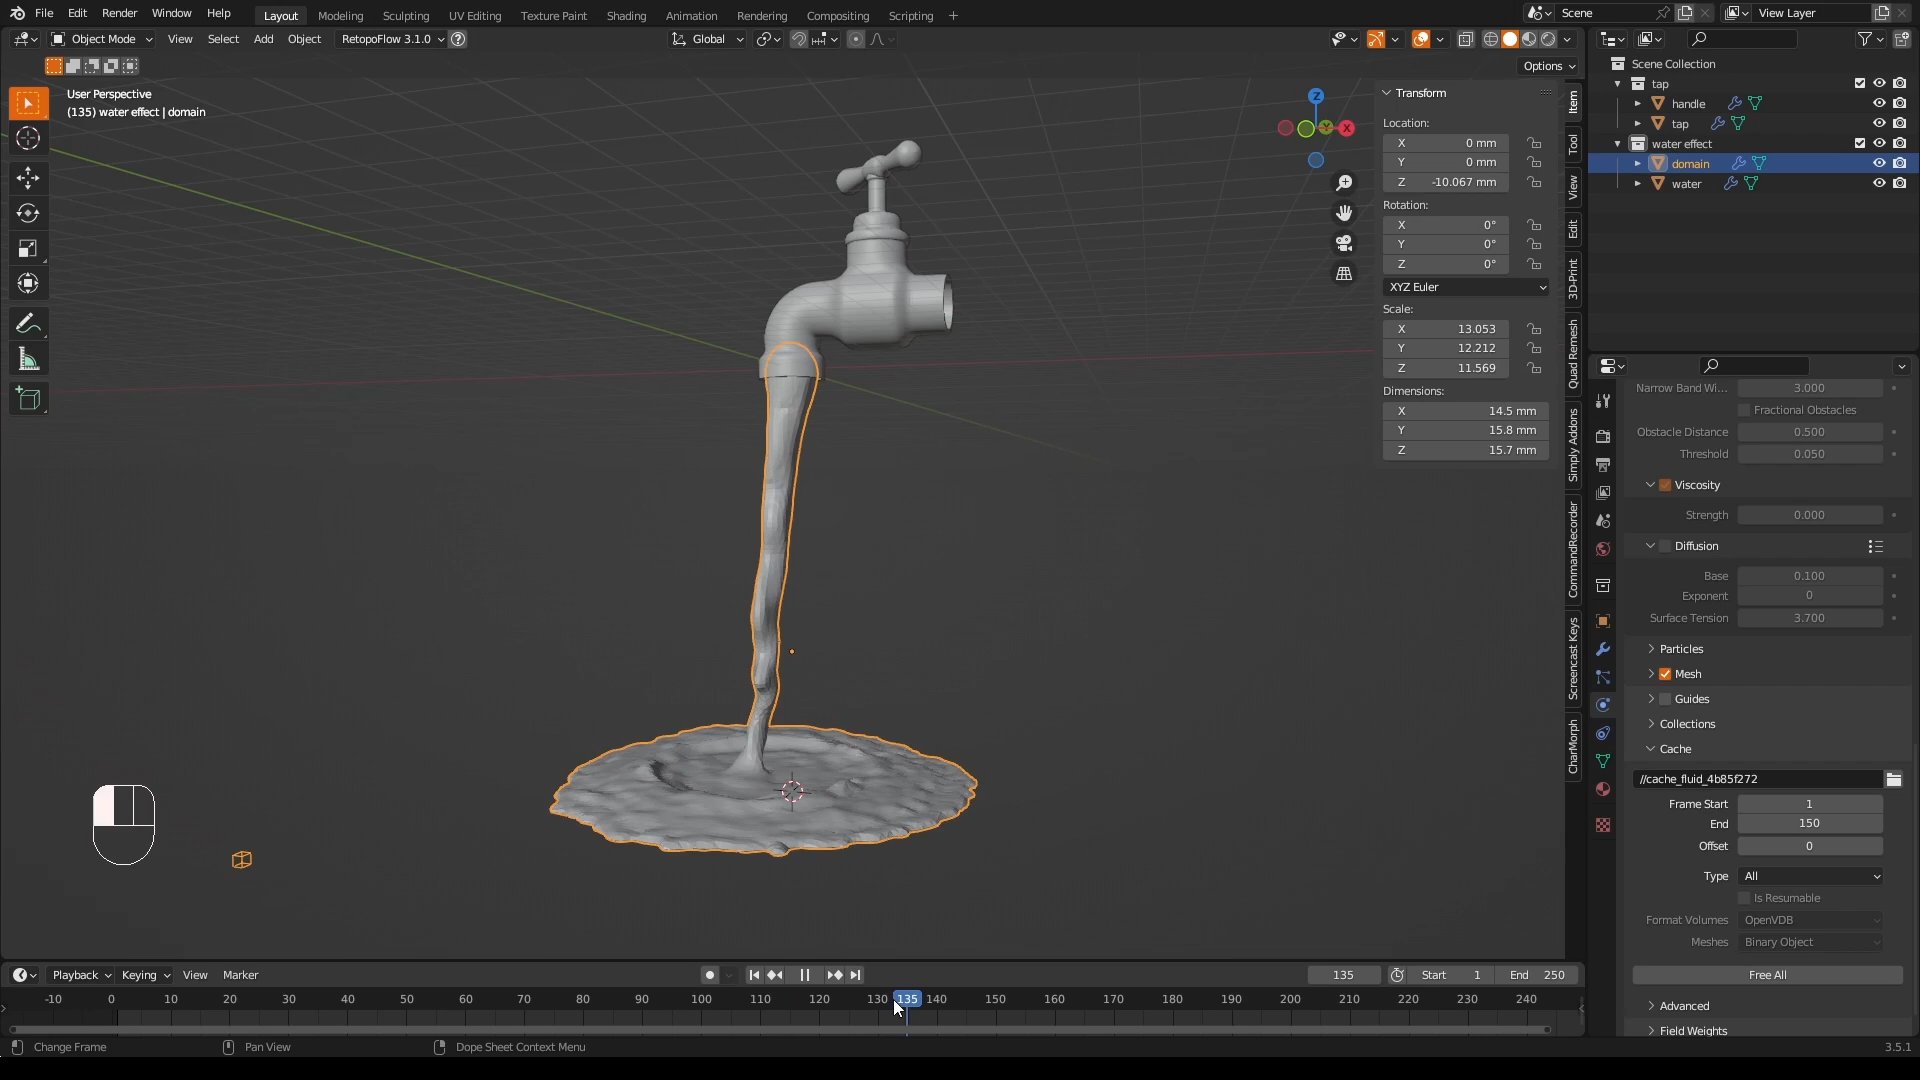 File Edit Render Window Help Layout Modeling Sculpting UV Editing Texture Paint Shading Animation Rendering Compositing Scripting + Scene View Layer
Object Mode View Select Add Object RetopoFlow 3.1.0 Global
Options
User Perspective
(135) water effect | domain
Z
X
Transform
Location:
X 0 mm
Y 0 mm
Z -10.067 mm
Rotation:
X 0°
Y 0°
Z 0°
XYZ Euler
Scale:
X 13.053
Y 12.212
Z 11.569
Dimensions:
X 14.5 mm
Y 15.8 mm
Z 15.7 mm
Item
Tool
View
Edit
3D-Print
Quad Remesh
Simply Addons
CommandRecorder
Screencast Keys
CharMorph
Scene Collection
tap
handle
tap
water effect
domain
water
Narrow Band Wi... 3.000
Fractional Obstacles
Obstacle Distance 0.500
Threshold 0.050
Viscosity
Strength 0.000
Diffusion
Base 0.100
Exponent 0
Surface Tension 3.700
Particles
Mesh
Guides
Collections
Cache
//cache_fluid_4b85f272
Frame Start 1
End 150
Offset 0
Type All
Is Resumable
Format Volumes OpenVDB
Meshes Binary Object
Free All
Advanced
Field Weights
Playback Keying View Marker 135 Start 1 End 250
-10 0 10 20 30 40 50 60 70 80 90 100 110 120 130 135 140 150 160 170 180 190 200 210 220 230 240
Change Frame Pan View Dope Sheet Context Menu 3.5.1